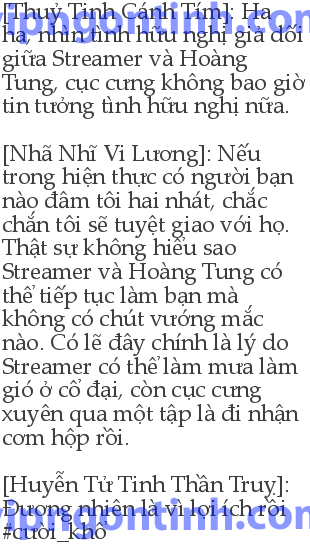 [Thuỷ Tinh Cánh Tím]: Ha
ha, nhìn tình hữu nghị giả dối
giữa Streamer và Hoàng
Tung, cục cưng không bao giờ
tin tưởng tình hữu nghị nữa.

[Nhã Nhĩ Vi Lương]: Nếu
trong hiện thực có người bạn
nào đâm tôi hai nhát, chắc
chắn tôi sẽ tuyệt giao với họ.
Thật sự không hiểu sao
Streamer và Hoàng Tung có
thể tiếp tục làm bạn mà
không có chút vướng mắc
nào. Có lẽ đây chính là lý do
Streamer có thể làm mưa làm
gió ở cổ đại, còn cục cưng
xuyên qua một tập là đi nhận
cơm hộp rồi.

[Huyễn Tử Tinh Thần Truy]:
Đương nhiên là vì lợi ích rồi
#cười_khổ